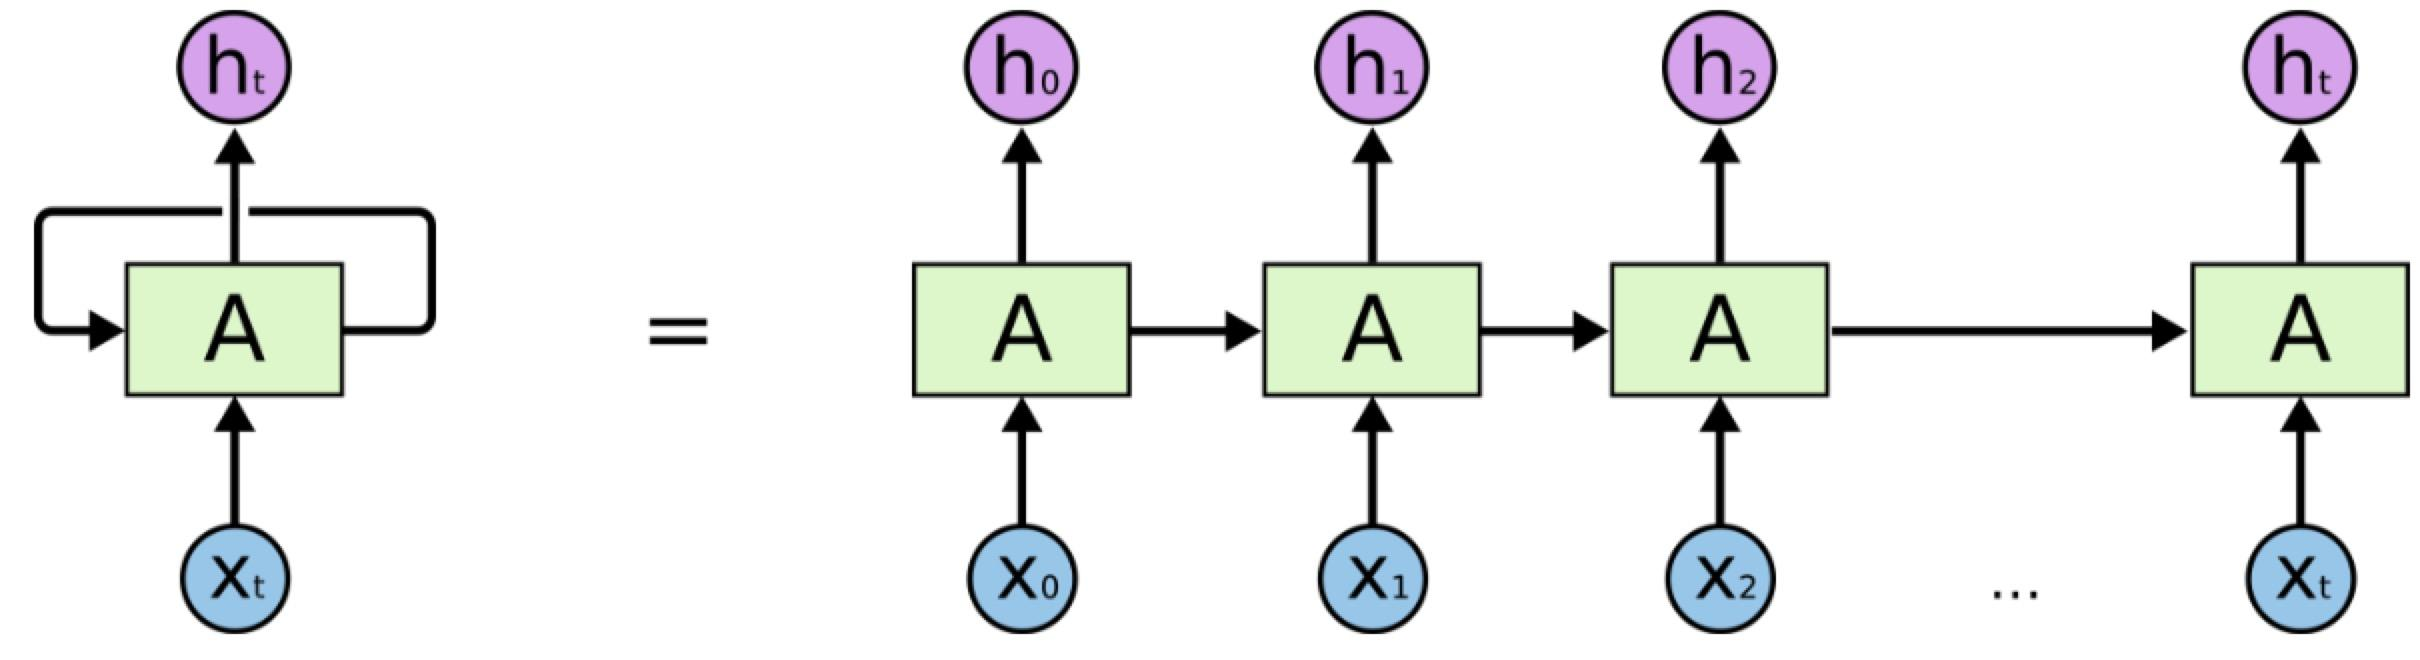 ht h0 h1 h2 ht
A = A A A A
xt x0 x1 x2 ... xt